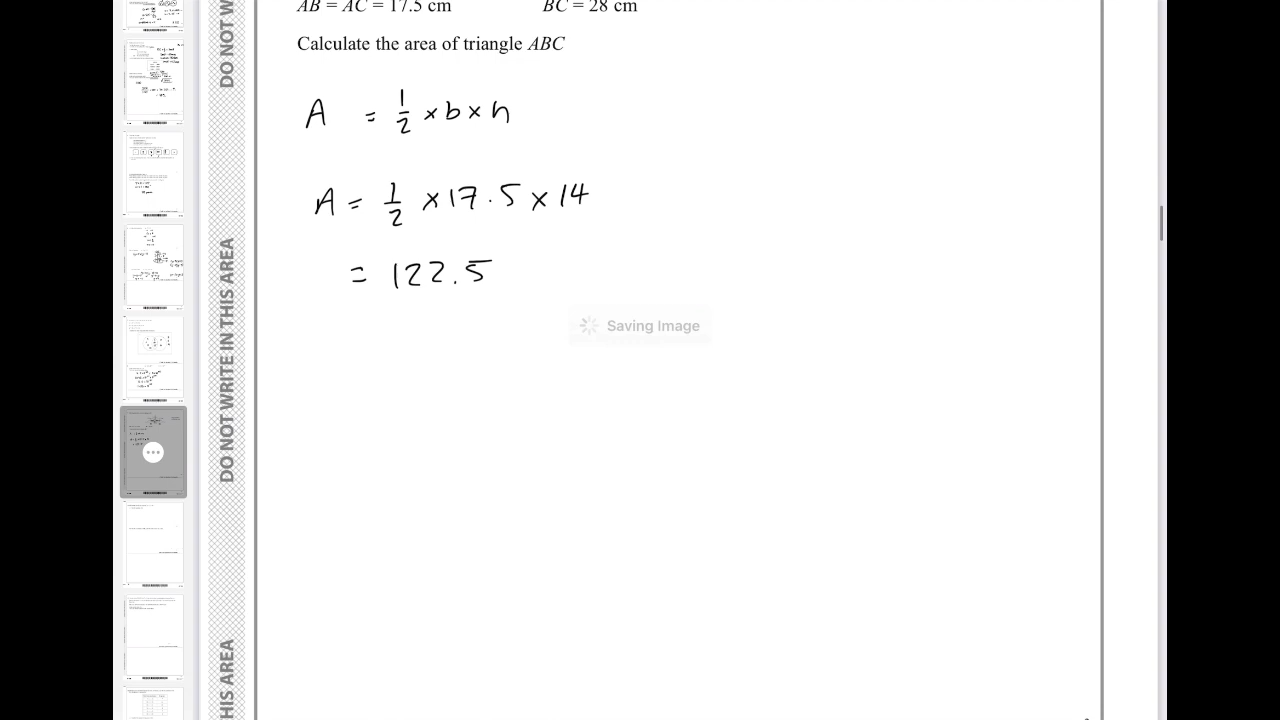 AB = AC = 17.5 cm BC = 28 cm
Calculate the area of triangle ABC
A = 1/2 × b × h
A = 1/2 × 17.5 × 14
= 122.5
Saving Image
DO NOT W
DO NOT WRITE IN THIS AREA
HIS AREA